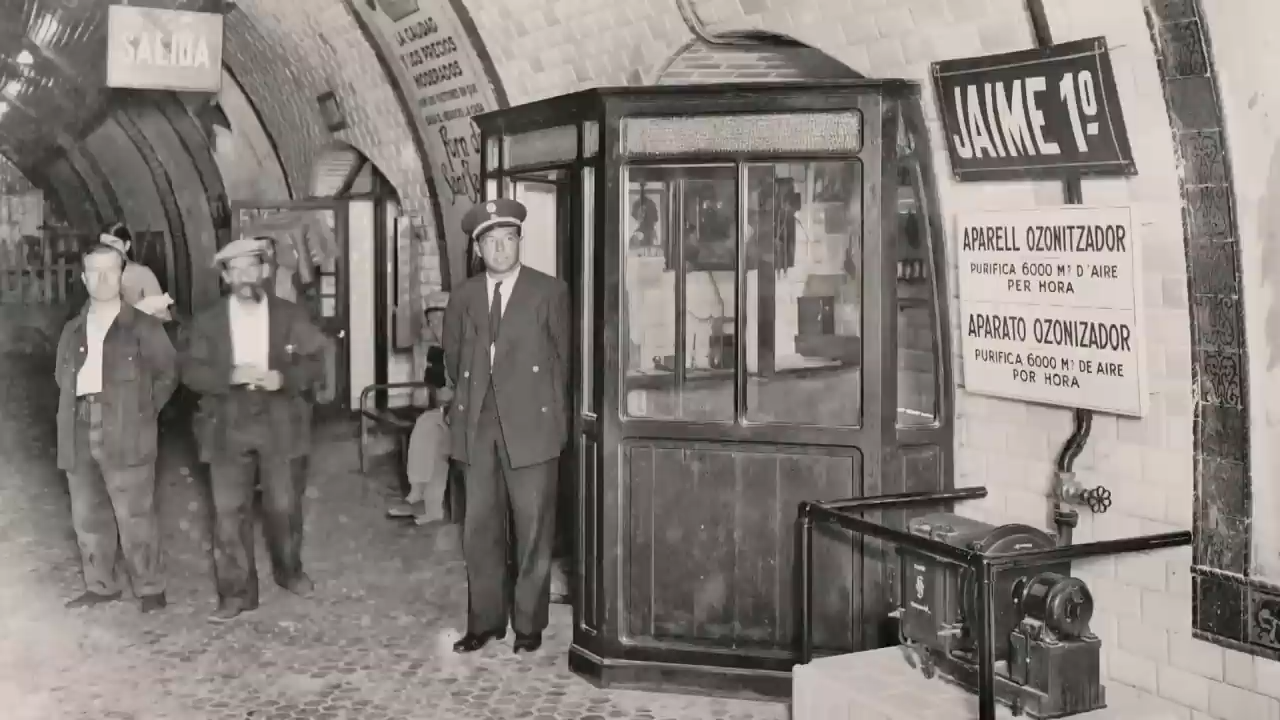 SALIDA
LA CALIDAD
Y LOS PRECIOS
MODERADOS
JAIME 1º
APARELL OZONITZADOR
PURIFICA 6000 M³ D'AIRE
PER HORA
APARATO OZONIZADOR
PURIFICA 6000 M³ DE AIRE
POR HORA